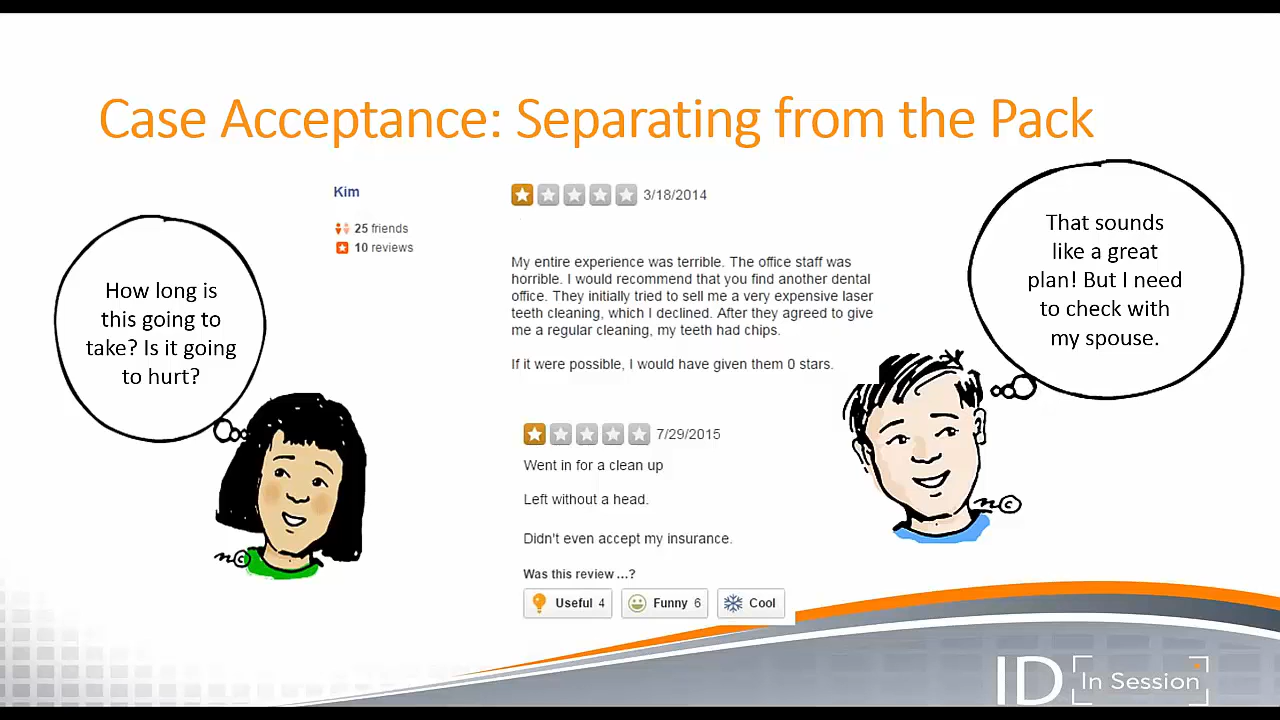 Case Acceptance: Separating from the Pack
How long is
this going to
take? Is it going
to hurt?
Kim
25 friends
10 reviews
3/18/2014
My entire experience was terrible. The office staff was
horrible. I would recommend that you find another dental
office. They initially tried to sell me a very expensive laser
teeth cleaning, which I declined. After they agreed to give
me a regular cleaning, my teeth had chips.
If it were possible, I would have given them 0 stars.
7/29/2015
Went in for a clean up
Left without a head.
Didn't even accept my insurance.
Was this review ...?
Useful 4
Funny 6
Cool
That sounds
like a great
plan! But I need
to check with
my spouse.
ID In Session